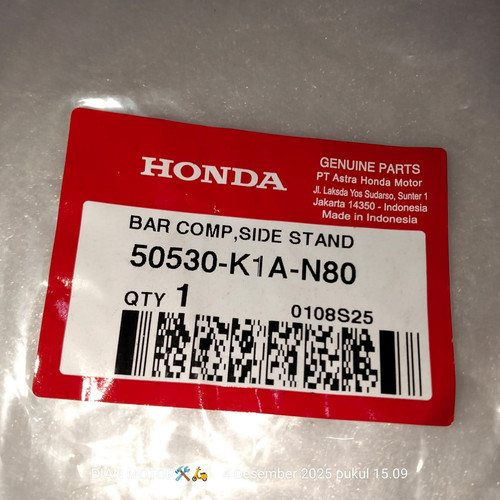 HONDA
GENUINE PARTS
PT Astra Honda Motor
Jl. Laksda Yos Sudarso, Sunter 1
Jakarta 14350 - Indonesia
Made in Indonesia
BAR COMP,SIDE STAND
50530-K1A-N80
QTY 1
0108S25
Desember 2025 pukul 15.09